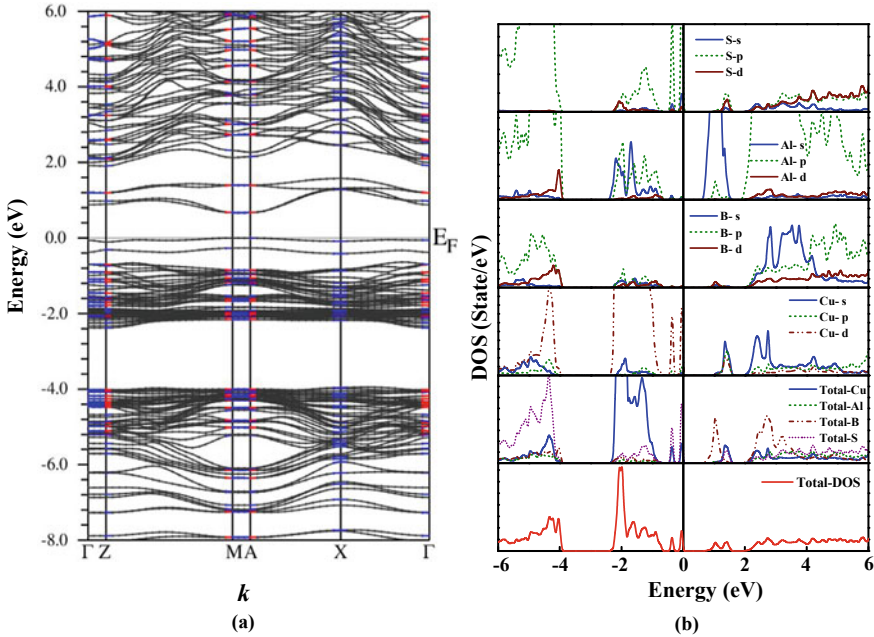 6.0
4.0
2.0
0.0
-2.0
-4.0
-6.0
-8.0
Energy (eV)
E_F
Γ Z M A X Γ
k
(a)
S-s
S-p
S-d
Al- s
Al- p
Al- d
B- s
B- p
B- d
Cu- s
Cu- p
Cu- d
Total-Cu
Total-Al
Total-B
Total-S
Total-DOS
DOS (State/eV)
-6 -4 -2 0 2 4 6
Energy (eV)
(b)